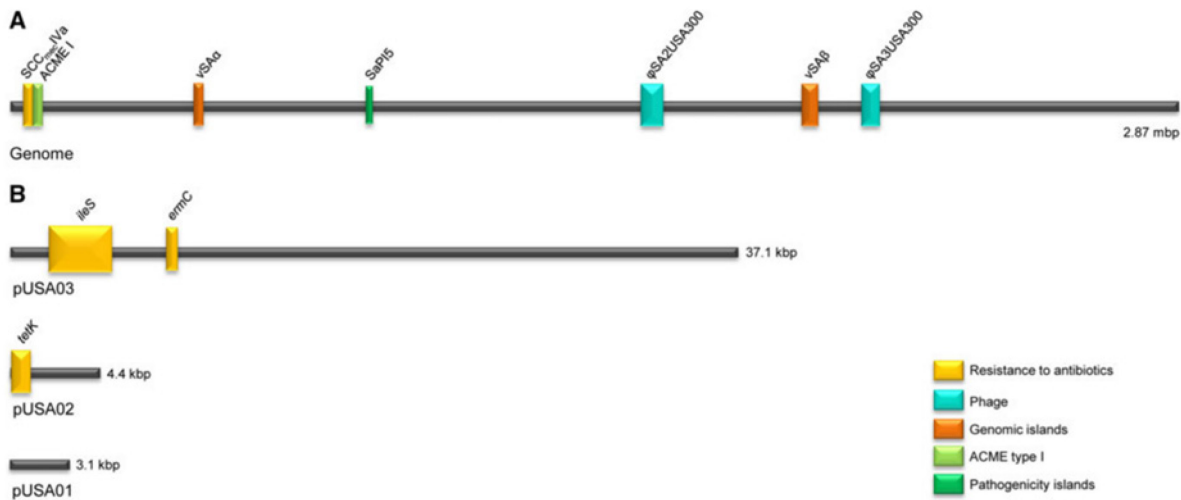 A
SCCmecIVa
ACME I
vSAα
SaPI5
φSA2USA300
vSAβ
φSA3USA300
2.87 mbp
Genome
B
ileS
ermC
37.1 kbp
pUSA03
tetK
4.4 kbp
pUSA02
3.1 kbp
pUSA01
Resistance to antibiotics
Phage
Genomic islands
ACME type I
Pathogenicity islands